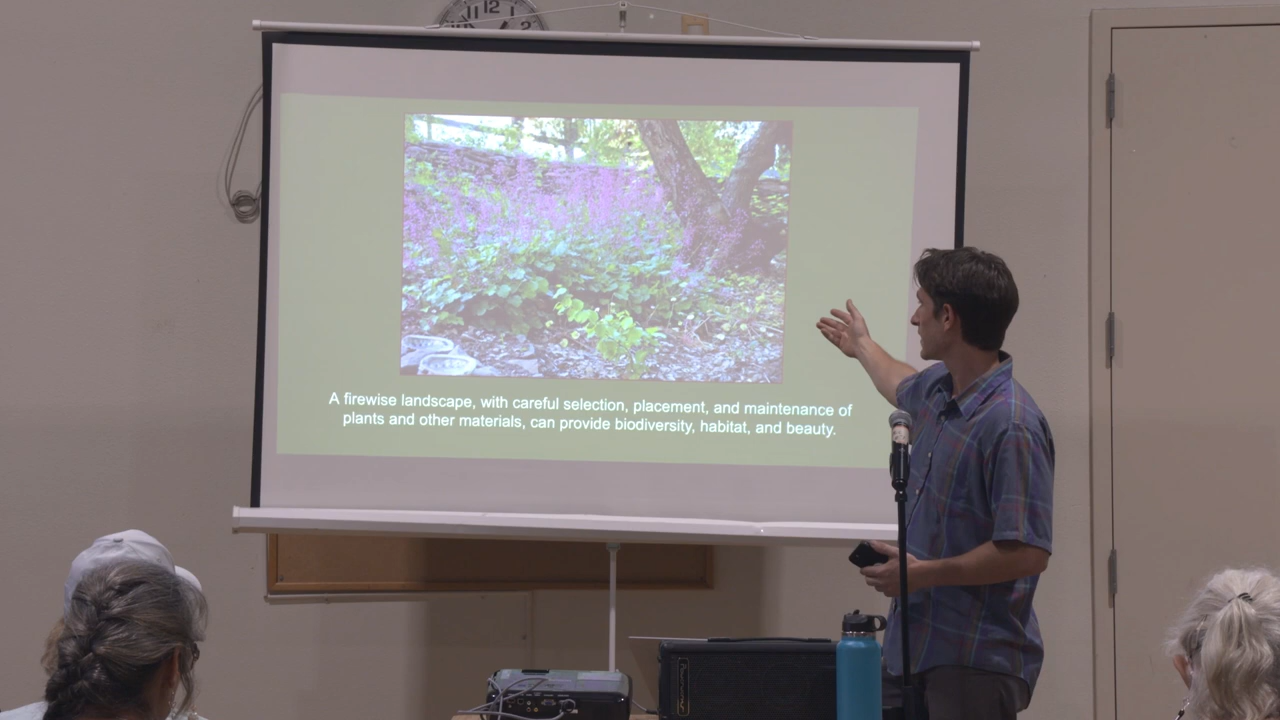 12
A firewise landscape, with careful selection, placement, and maintenance of
plants and other materials, can provide biodiversity, habitat, and beauty.